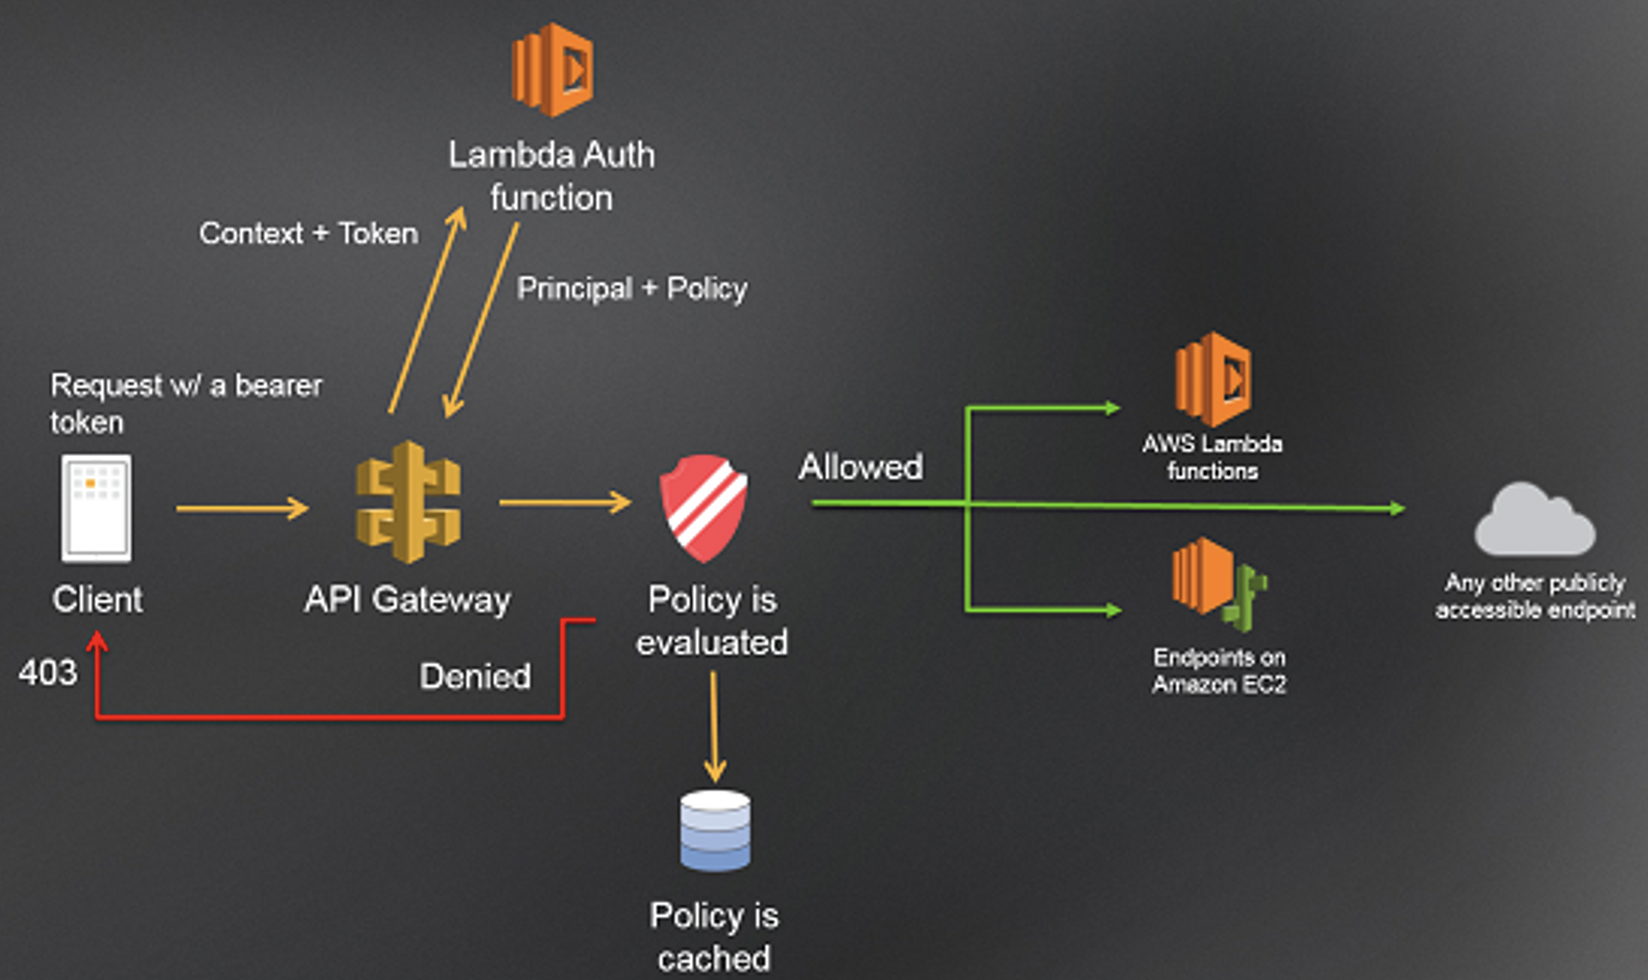 Lambda Auth
function
Context + Token
Principal + Policy
Request w/ a bearer
token
Client
API Gateway
Policy is
evaluated
Allowed
AWS Lambda
functions
Any other publicly
accessible endpoint
Endpoints on
Amazon EC2
403
Denied
Policy is
cached